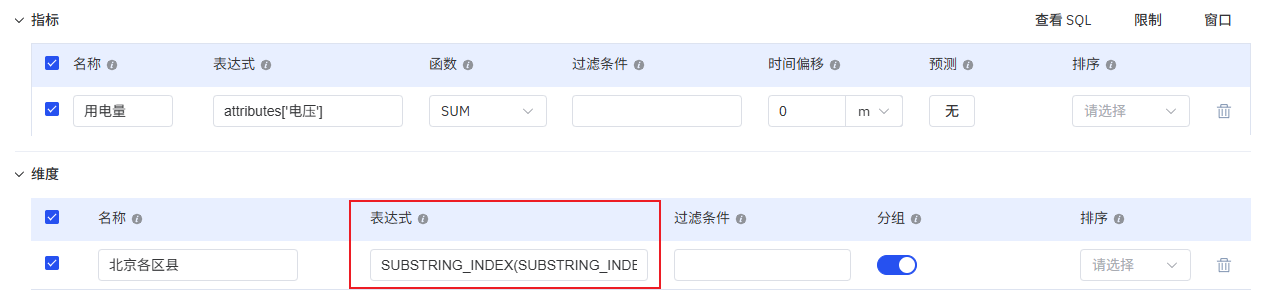 指标 查看 SQL 限制 窗口
名称 表达式 函数 过滤条件 时间偏移 预测 排序
用电量 attributes['电压'] SUM 0 m 无 请选择
维度
名称 表达式 过滤条件 分组 排序
北京各区县 SUBSTRING_INDEX(SUBSTRING_INDE 请选择